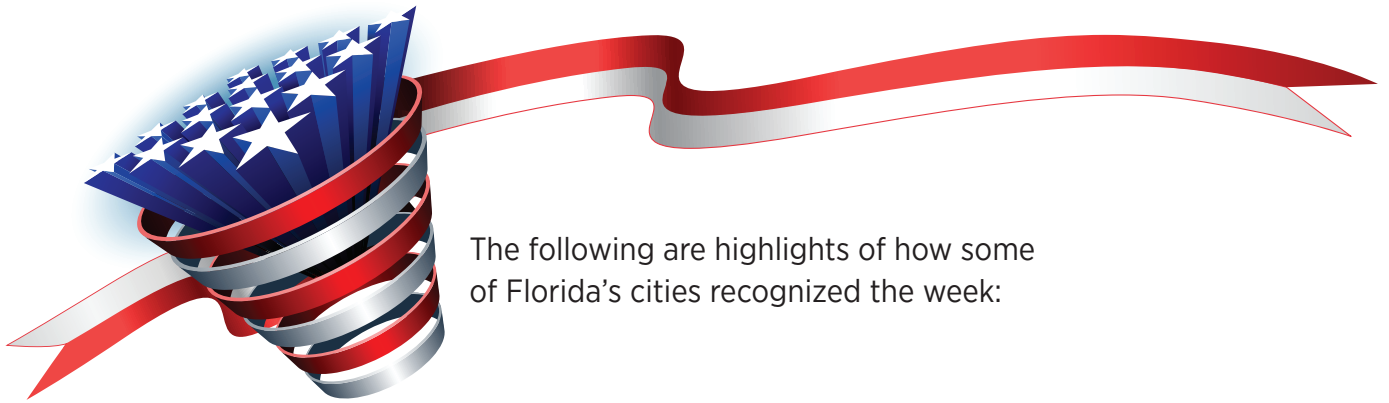 The following are highlights of how some
of Florida’s cities recognized the week: